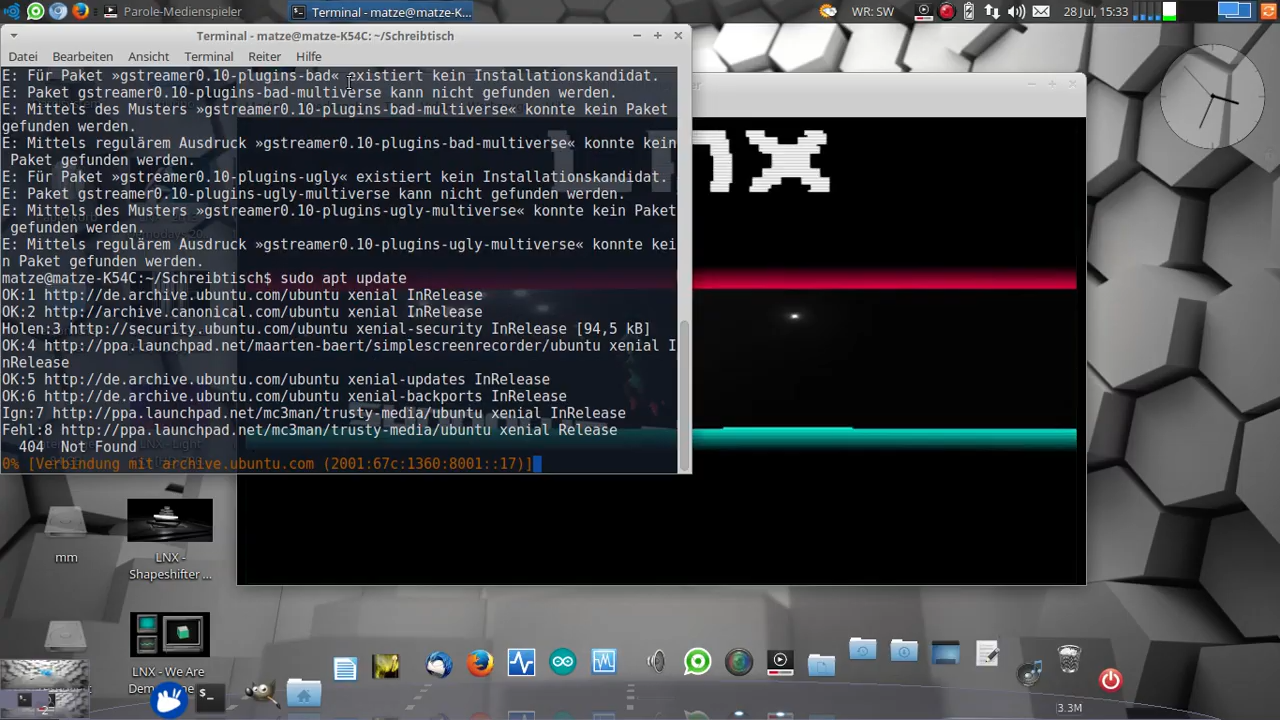 Parole-Medienspieler
Terminal - matze@matze-K...
WR: SW
28 Jul, 15:33
Terminal - matze@matze-K54C: ~/Schreibtisch
Datei Bearbeiten Ansicht Terminal Reiter Hilfe
E: Für Paket »gstreamer0.10-plugins-bad« existiert kein Installationskandidat.
E: Paket gstreamer0.10-plugins-bad-multiverse kann nicht gefunden werden.
E: Mittels des Musters »gstreamer0.10-plugins-bad-multiverse« konnte kein Paket
gefunden werden.
E: Mittels regulärem Ausdruck »gstreamer0.10-plugins-bad-multiverse« konnte kein
Paket gefunden werden.
E: Für Paket »gstreamer0.10-plugins-ugly« existiert kein Installationskandidat.
E: Paket gstreamer0.10-plugins-ugly-multiverse kann nicht gefunden werden.
E: Mittels des Musters »gstreamer0.10-plugins-ugly-multiverse« konnte kein Paket
gefunden werden.
E: Mittels regulärem Ausdruck »gstreamer0.10-plugins-ugly-multiverse« konnte kei
n Paket gefunden werden.
matze@matze-K54C:~/Schreibtisch$ sudo apt update
OK:1 http://de.archive.ubuntu.com/ubuntu xenial InRelease
OK:2 http://archive.canonical.com/ubuntu xenial InRelease
Holen:3 http://security.ubuntu.com/ubuntu xenial-security InRelease [94,5 kB]
OK:4 http://ppa.launchpad.net/maarten-baert/simplescreenrecorder/ubuntu xenial I
nRelease
OK:5 http://de.archive.ubuntu.com/ubuntu xenial-updates InRelease
OK:6 http://de.archive.ubuntu.com/ubuntu xenial-backports InRelease
Ign:7 http://ppa.launchpad.net/mc3man/trusty-media/ubuntu xenial InRelease
Fehl:8 http://ppa.launchpad.net/mc3man/trusty-media/ubuntu xenial Release
404 Not Found
0% [Verbindung mit archive.ubuntu.com (2001:67c:1360:8001::17)]
LNX
mm
LNX -
Shapeshifter ...
LNX - We Are
3.3M